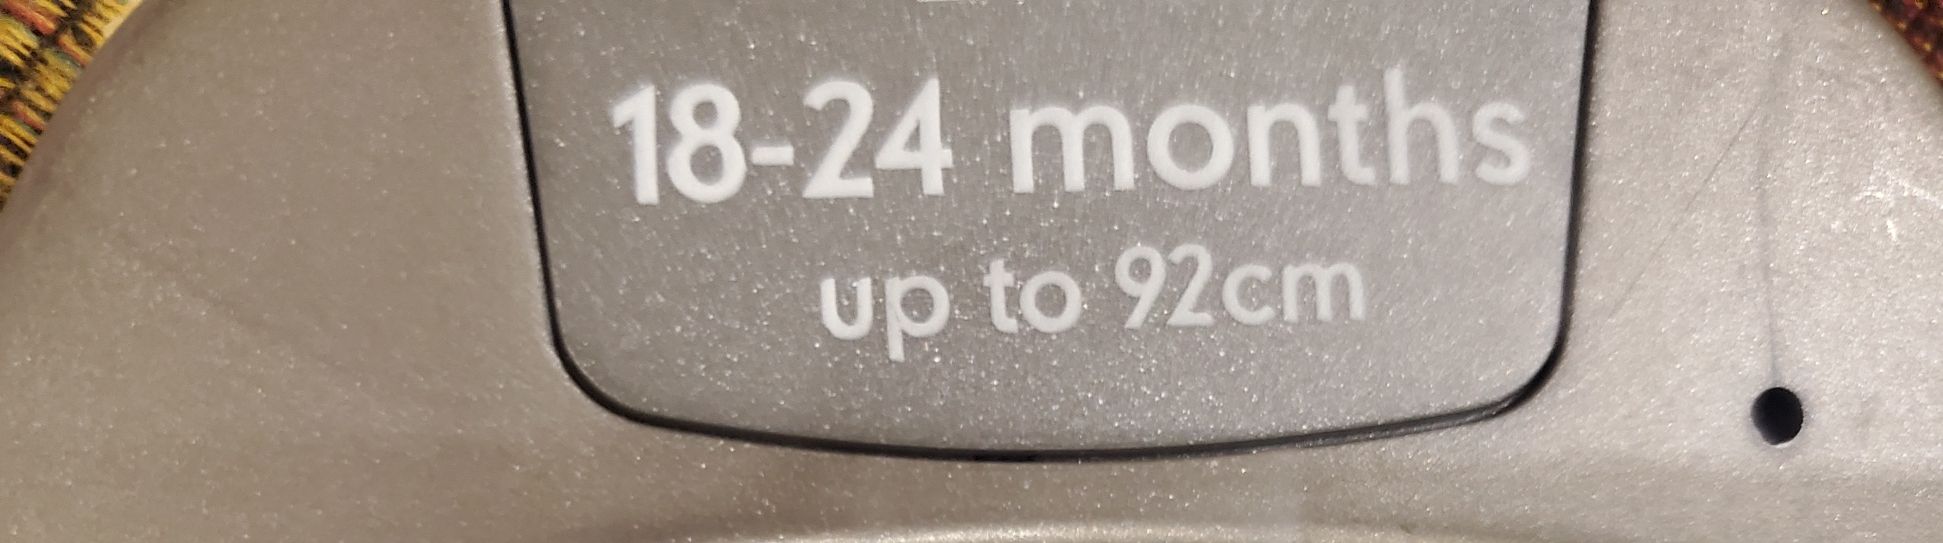 18-24 months
up to 92cm